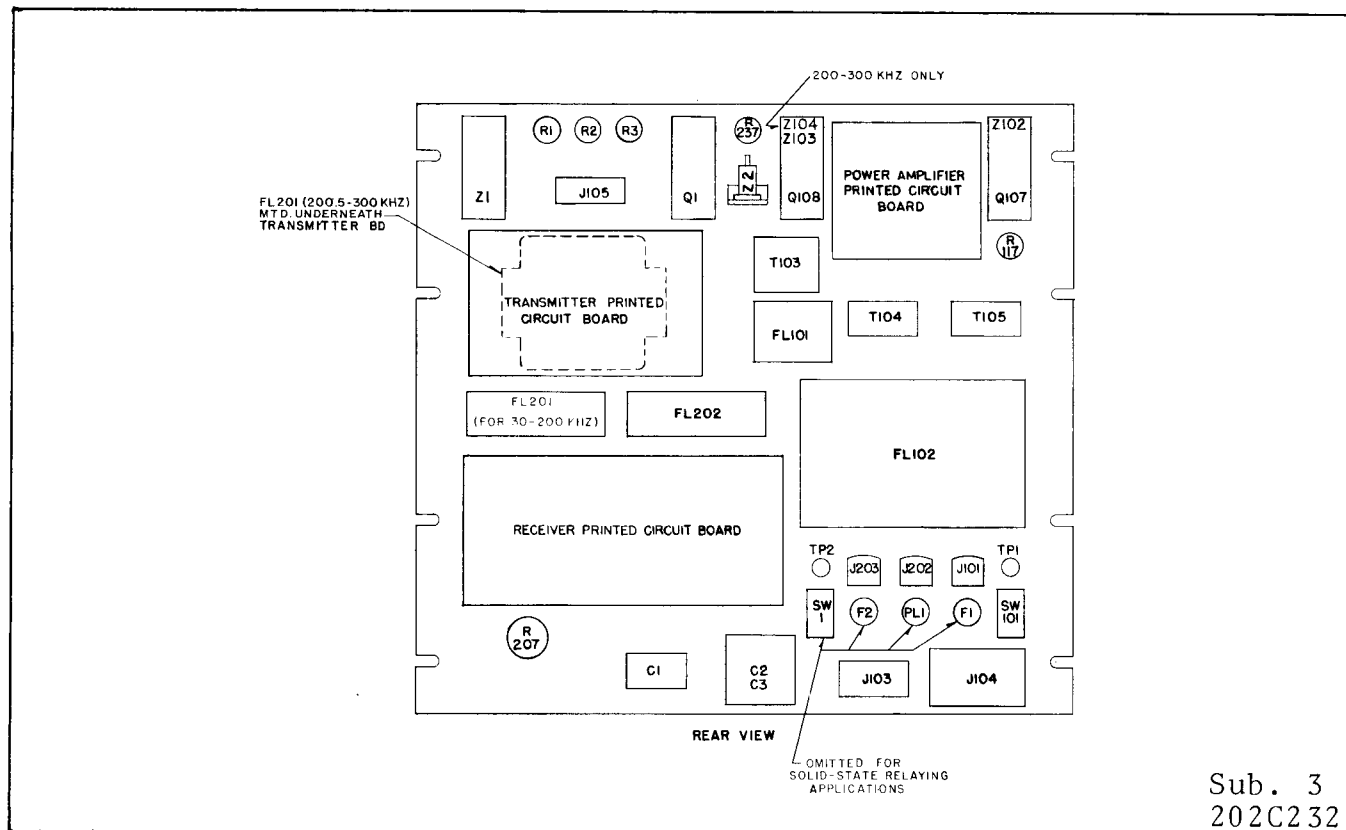 200-300 KHZ ONLY
R1
R2
R3
R
237
Z104
Z103
Z102
POWER AMPLIFIER
PRINTED CIRCUIT
BOARD
Z1
J105
Q1
Z2
Q108
Q107
FL201 (200.5-300 KHZ)
MTD. UNDERNEATH
TRANSMITTER BD
R
117
T103
TRANSMITTER PRINTED
CIRCUIT BOARD
FL101
T104
T105
FL201
(FOR 30-200 KHZ)
FL202
FL102
RECEIVER PRINTED CIRCUIT BOARD
TP2
TP1
J203
J202
J101
SW
1
F2
PL1
F1
SW
101
R
207
C1
C2
C3
J103
J104
REAR VIEW
OMITTED FOR
SOLID-STATE RELAYING
APPLICATIONS
Sub. 3
202C232